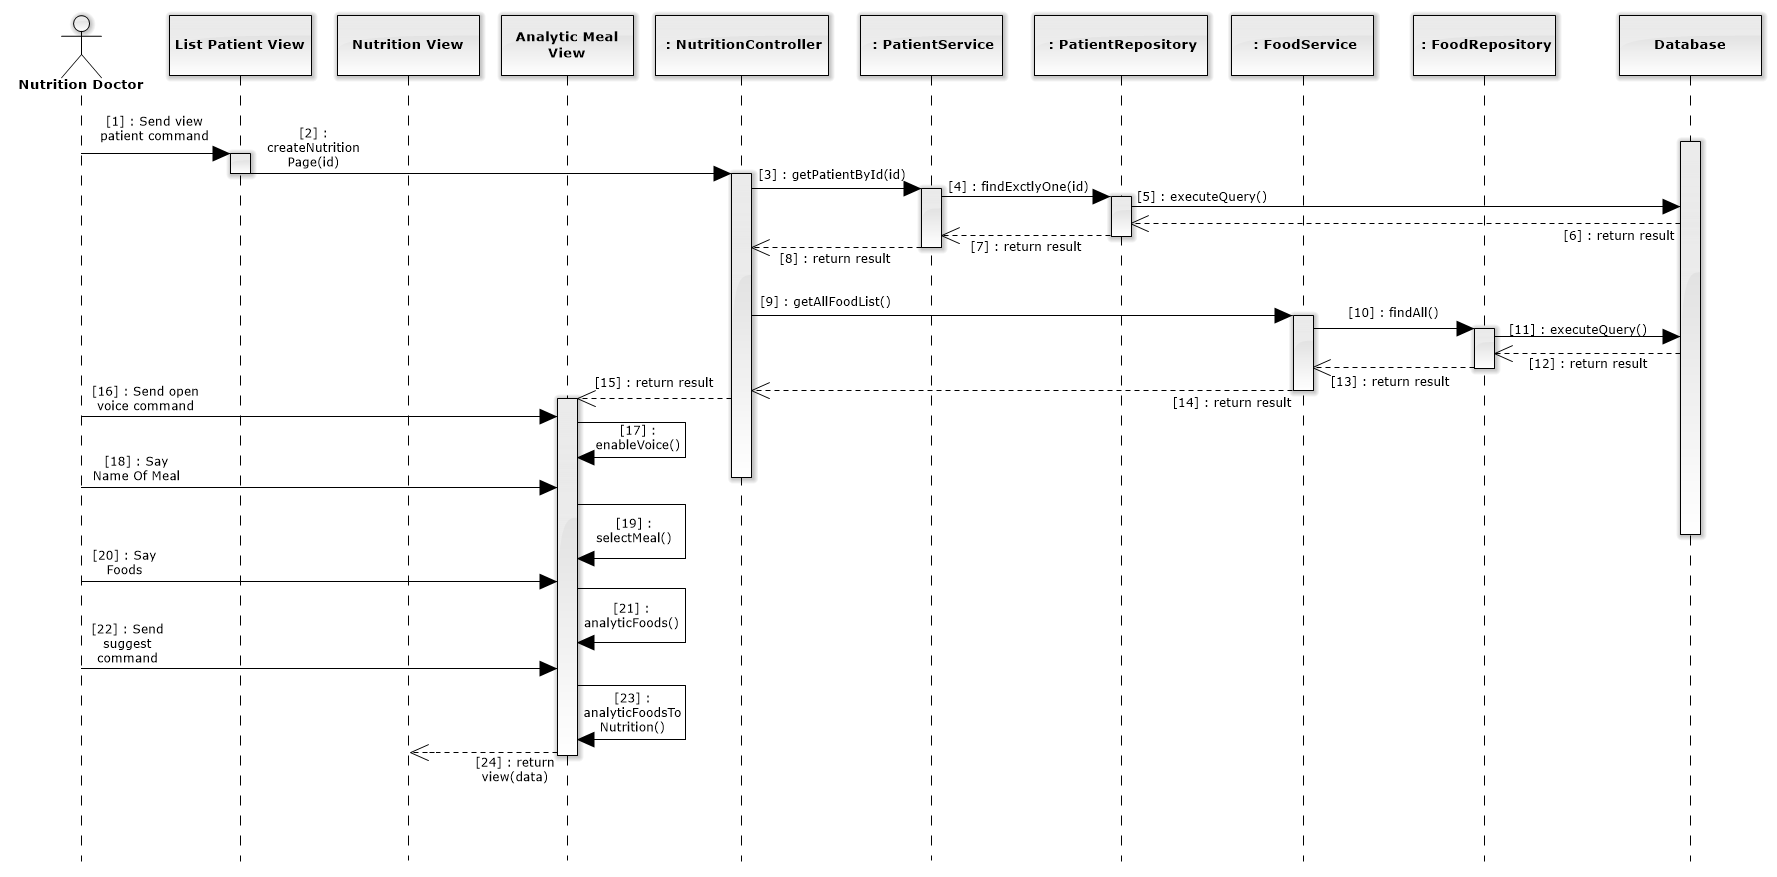 Nutrition Doctor
List Patient View
Nutrition View
Analytic Meal
View
: NutritionController
: PatientService
: PatientRepository
: FoodService
: FoodRepository
Database
[1] : Send view
patient command
[2] :
createNutrition
Page(id)
[3] : getPatientById(id)
[4] : findExctlyOne(id)
[5] : executeQuery()
[6] : return result
[7] : return result
[8] : return result
[9] : getAllFoodList()
[10] : findAll()
[11] : executeQuery()
[12] : return result
[13] : return result
[14] : return result
[15] : return result
[16] : Send open
voice command
[17] :
enableVoice()
[18] : Say
Name Of Meal
[19] :
selectMeal()
[20] : Say
Foods
[21] :
analyticFoods()
[22] : Send
suggest
command
[23] :
analyticFoodsTo
Nutrition()
[24] : return
view(data)